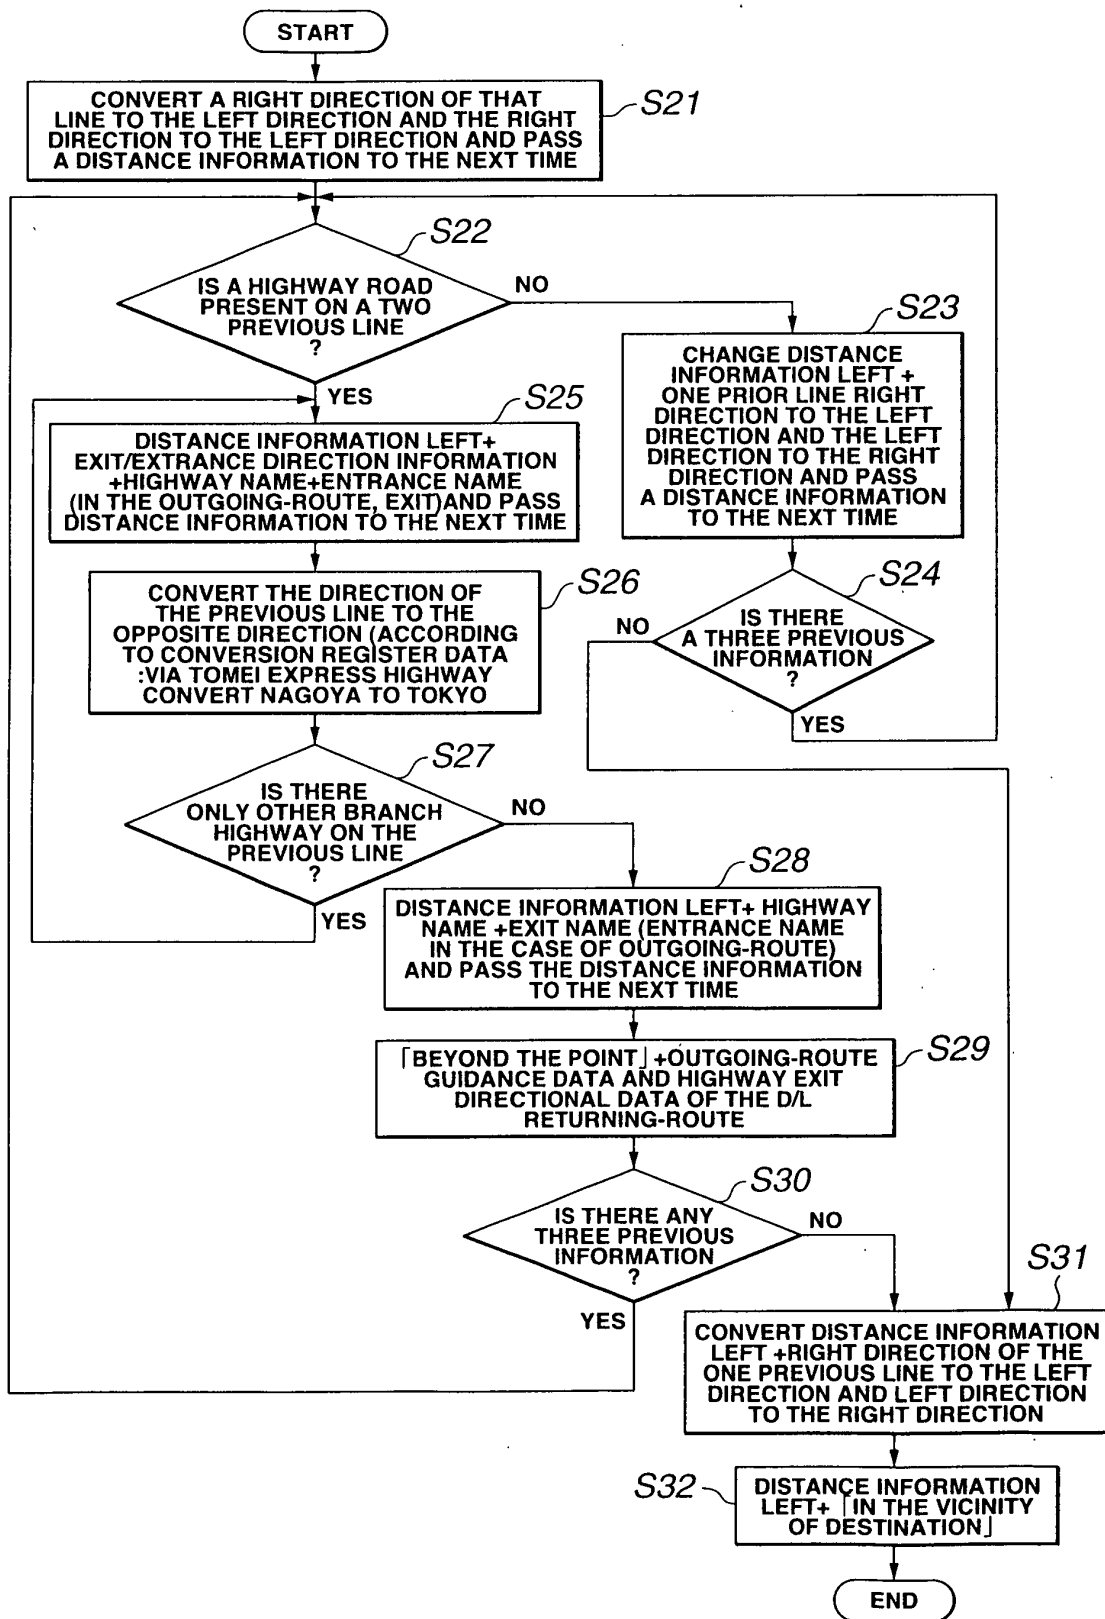 START
CONVERT A RIGHT DIRECTION OF THAT
LINE TO THE LEFT DIRECTION AND THE RIGHT
DIRECTION TO THE LEFT DIRECTION AND PASS
A DISTANCE INFORMATION TO THE NEXT TIME
S21
S22
IS A HIGHWAY ROAD
PRESENT ON A TWO
PREVIOUS LINE
?
NO
YES
S23
CHANGE DISTANCE
INFORMATION LEFT +
ONE PRIOR LINE RIGHT
DIRECTION TO THE LEFT
DIRECTION AND THE LEFT
DIRECTION TO THE RIGHT
DIRECTION AND PASS
A DISTANCE INFORMATION
TO THE NEXT TIME
S24
IS THERE
A THREE PREVIOUS
INFORMATION
?
NO
YES
S25
DISTANCE INFORMATION LEFT+
EXIT/EXTRANCE DIRECTION INFORMATION
+HIGHWAY NAME+ENTRANCE NAME
(IN THE OUTGOING-ROUTE, EXIT)AND PASS
DISTANCE INFORMATION TO THE NEXT TIME
S26
CONVERT THE DIRECTION OF
THE PREVIOUS LINE TO THE
OPPOSITE DIRECTION (ACCORDING
TO CONVERSION REGISTER DATA
:VIA TOMEI EXPRESS HIGHWAY
CONVERT NAGOYA TO TOKYO
S27
IS THERE
ONLY OTHER BRANCH
HIGHWAY ON THE
PREVIOUS LINE
?
NO
YES
S28
DISTANCE INFORMATION LEFT+ HIGHWAY
NAME +EXIT NAME (ENTRANCE NAME
IN THE CASE OF OUTGOING-ROUTE)
AND PASS THE DISTANCE INFORMATION
TO THE NEXT TIME
S29
「BEYOND THE POINT」+OUTGOING-ROUTE
GUIDANCE DATA AND HIGHWAY EXIT
DIRECTIONAL DATA OF THE D/L
RETURNING-ROUTE
S30
IS THERE ANY
THREE PREVIOUS
INFORMATION
?
NO
YES
S31
CONVERT DISTANCE INFORMATION
LEFT +RIGHT DIRECTION OF THE
ONE PREVIOUS LINE TO THE LEFT
DIRECTION AND LEFT DIRECTION
TO THE RIGHT DIRECTION
S32
DISTANCE INFORMATION
LEFT+「IN THE VICINITY
OF DESTINATION」
END